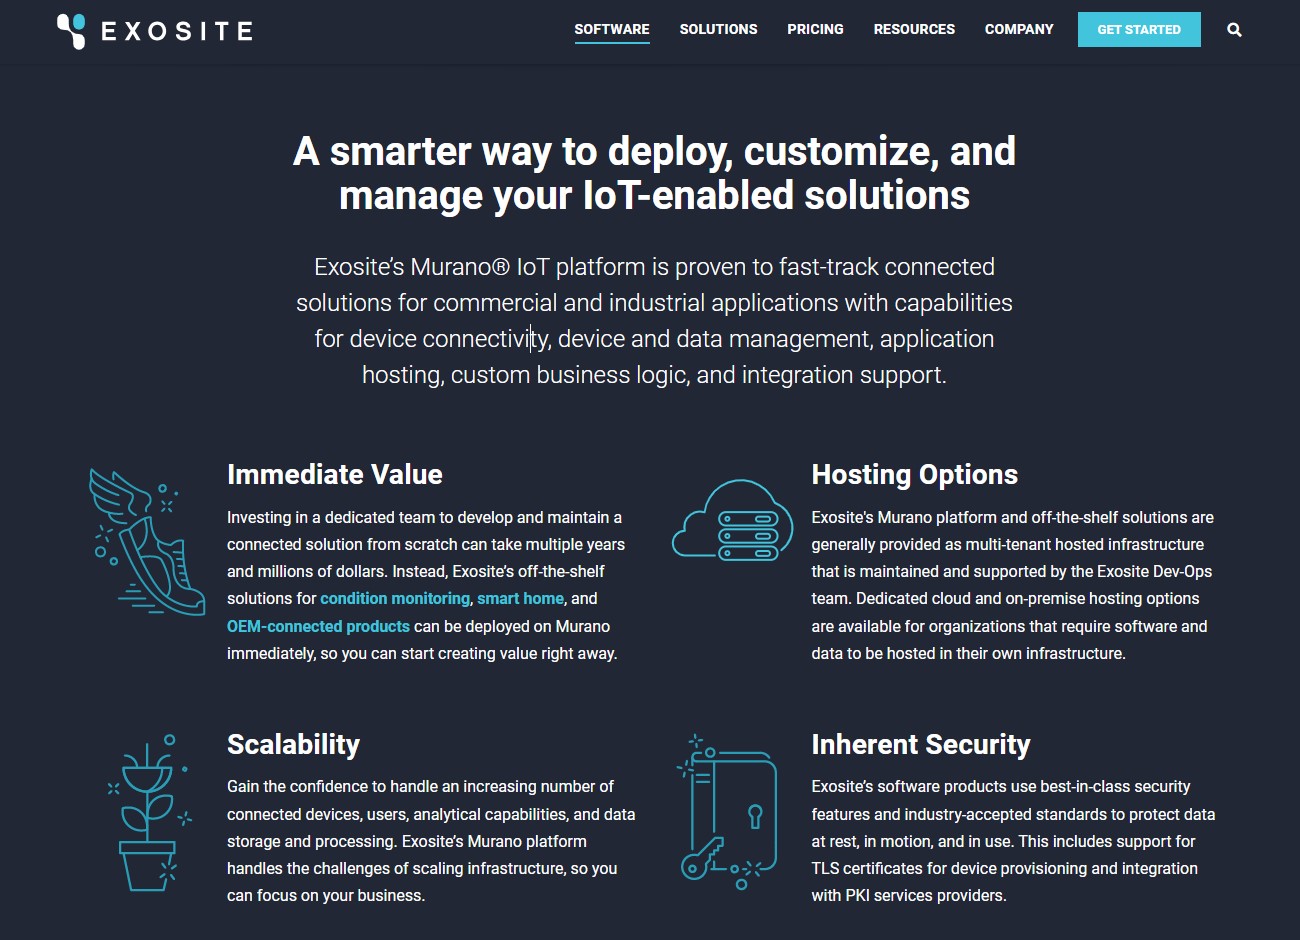 EXOSITE
SOFTWARE
SOLUTIONS
PRICING
RESOURCES
COMPANY
GET STARTED
A smarter way to deploy, customize, and
manage your IoT-enabled solutions
Exosite’s Murano® IoT platform is proven to fast-track connected
solutions for commercial and industrial applications with capabilities
for device connectivity, device and data management, application
hosting, custom business logic, and integration support.
Immediate Value
Investing in a dedicated team to develop and maintain a
connected solution from scratch can take multiple years
and millions of dollars. Instead, Exosite’s off-the-shelf
solutions for condition monitoring, smart home, and
OEM-connected products can be deployed on Murano
immediately, so you can start creating value right away.
Hosting Options
Exosite's Murano platform and off-the-shelf solutions are
generally provided as multi-tenant hosted infrastructure
that is maintained and supported by the Exosite Dev-Ops
team. Dedicated cloud and on-premise hosting options
are available for organizations that require software and
data to be hosted in their own infrastructure.
Scalability
Gain the confidence to handle an increasing number of
connected devices, users, analytical capabilities, and data
storage and processing. Exosite’s Murano platform
handles the challenges of scaling infrastructure, so you
can focus on your business.
Inherent Security
Exosite’s software products use best-in-class security
features and industry-accepted standards to protect data
at rest, in motion, and in use. This includes support for
TLS certificates for device provisioning and integration
with PKI services providers.